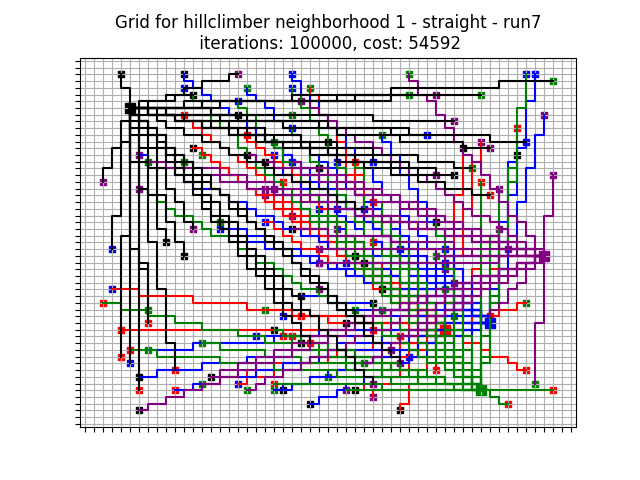 Grid for hillclimber neighborhood 1 - straight - run7
iterations: 100000, cost: 54592